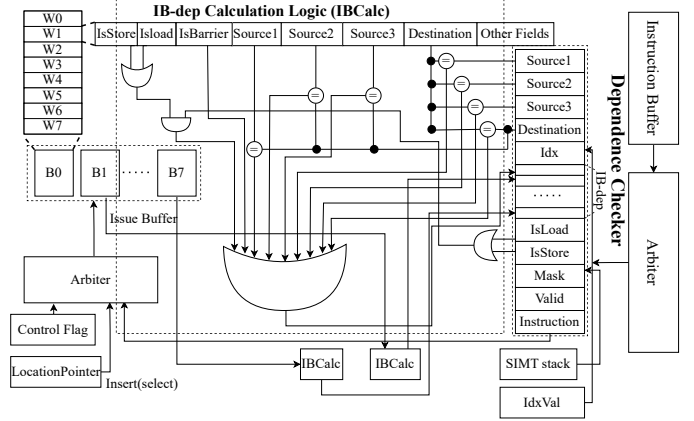 IB-dep Calculation Logic (IBCalc)
W0
W1
W2
W3
W4
W5
W6
W7
IsStore Isload IsBarrier Source1 Source2 Source3 Destination Other Fields
=
=
=
=
=
=
=
Source1
Source2
Source3
Destination
Idx
.....
IsLoad
IsStore
Mask
Valid
Instruction
IB-dep
Dependence Checker
Instruction Buffer
Arbiter
B0 B1 ..... B7
Issue Buffer
Arbiter
Control Flag
LocationPointer
Insert(select)
IBCalc
IBCalc
SIMT stack
IdxVal